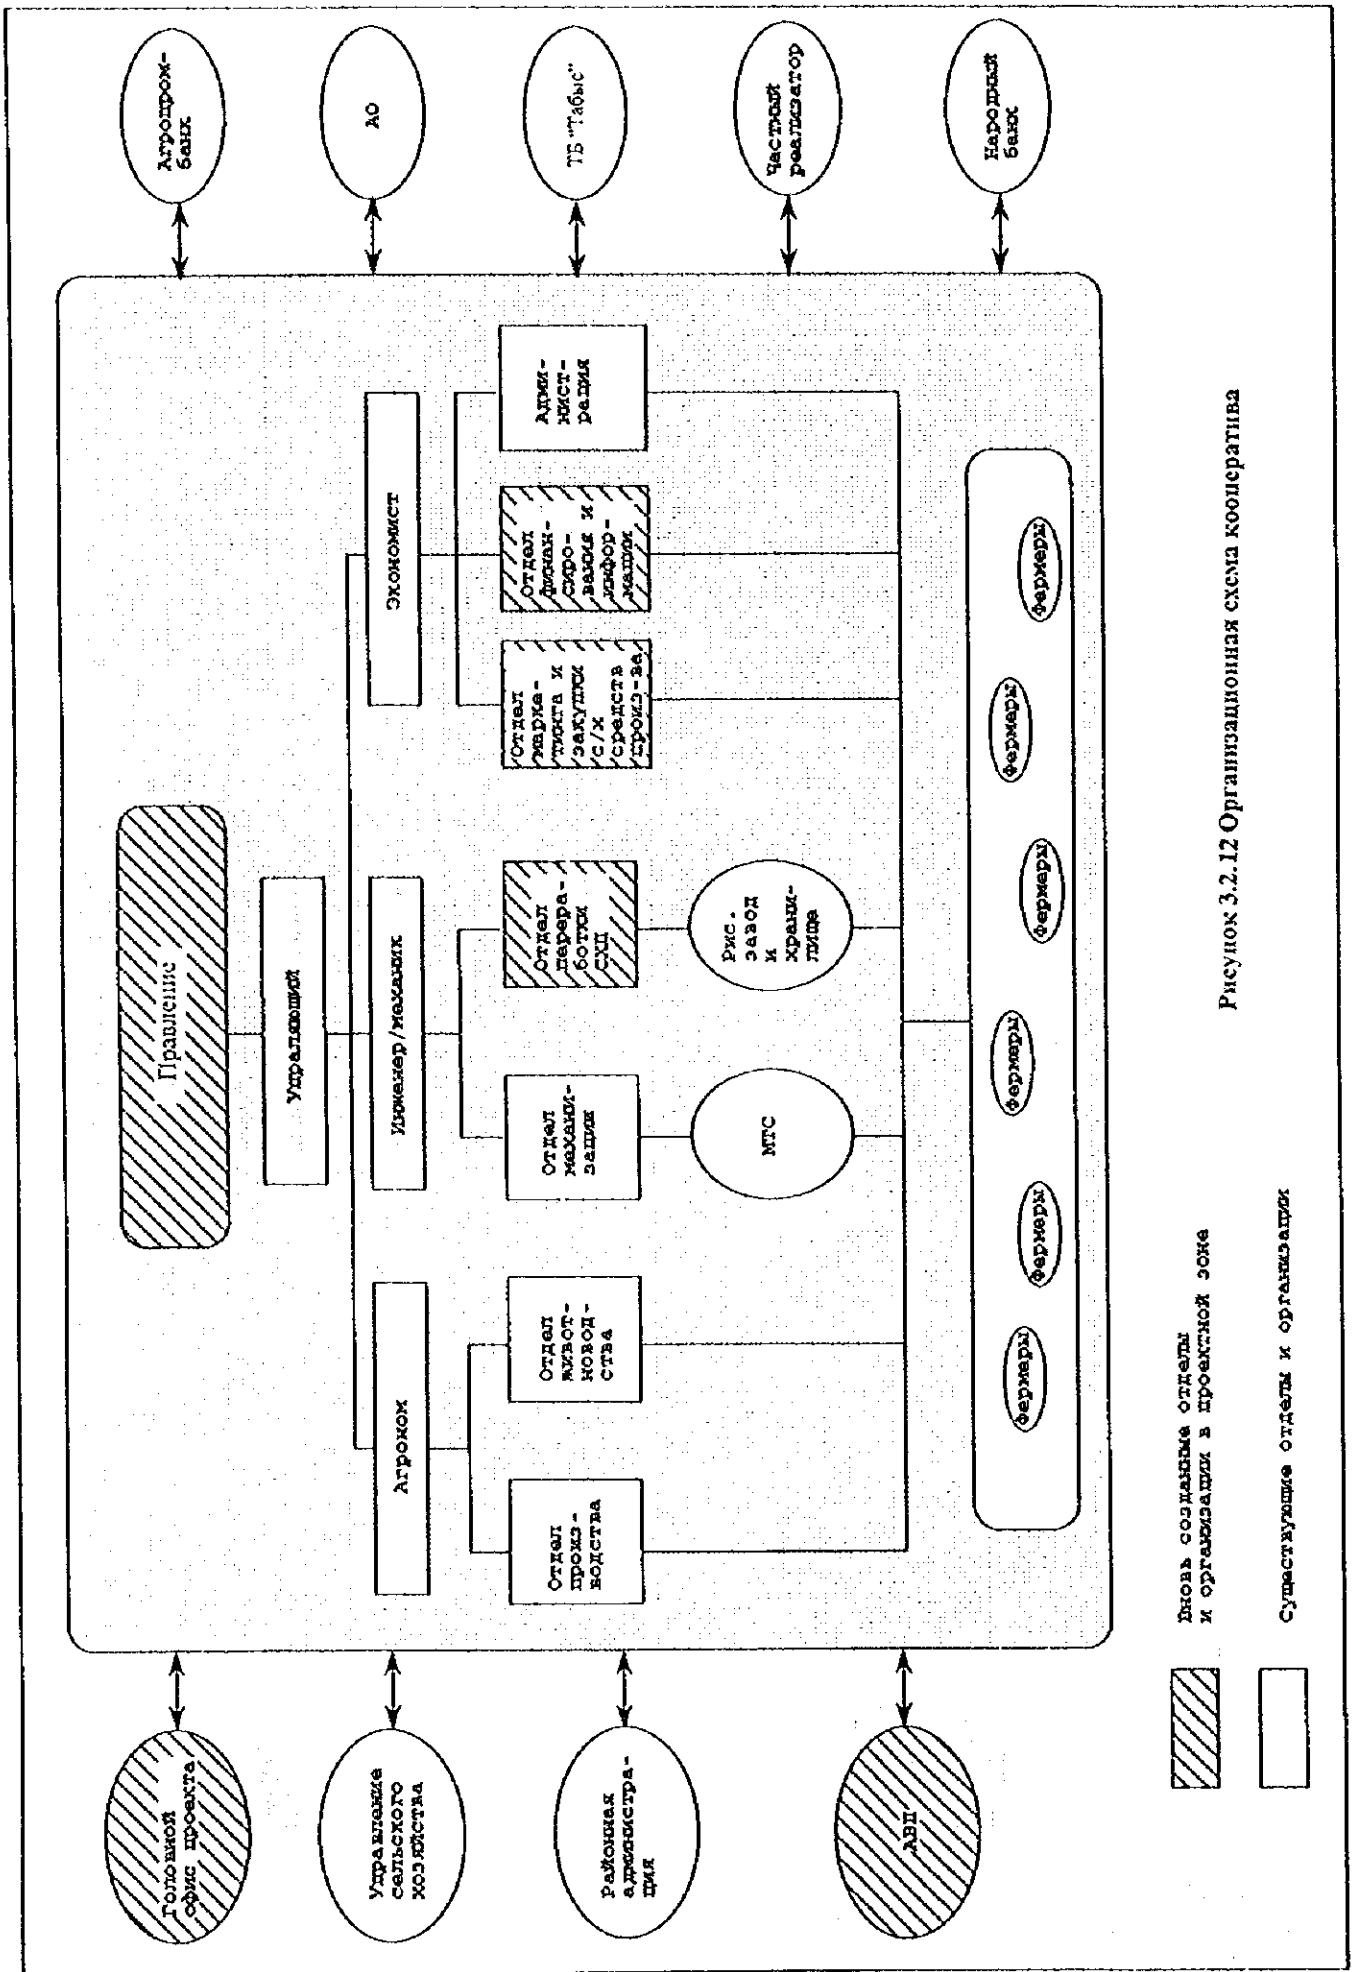 Головной
офис проекта
Управление
сельского
хозяйства
Районная
администра-
ция
АВП
Правление
Управляющий
Агроном
Инженер/механик
Экономист
Отдел
произ-
водства
Отдел
живот-
новод-
ства
Отдел
механи-
зации
Отдел
перера-
ботки
СХП
Отдел
марке-
тинга и
закупки
с/х
средств
произ-ва
Отдел
финан-
сиро-
вания и
инфор-
мации
Админи-
нист-
рация
МТС
Рис.
завод
и
храни-
лище
Фермеры
Фермеры
Фермеры
Фермеры
Фермеры
Фермеры
Агропром-
банк
АО
ТБ "Табыс"
Частный
реализатор
Народный
банк
Вновь созданные отделы
и организации в проектной зоне
Существующие отделы и организации
Рисунок 3.2.12 Организационная схема кооператива